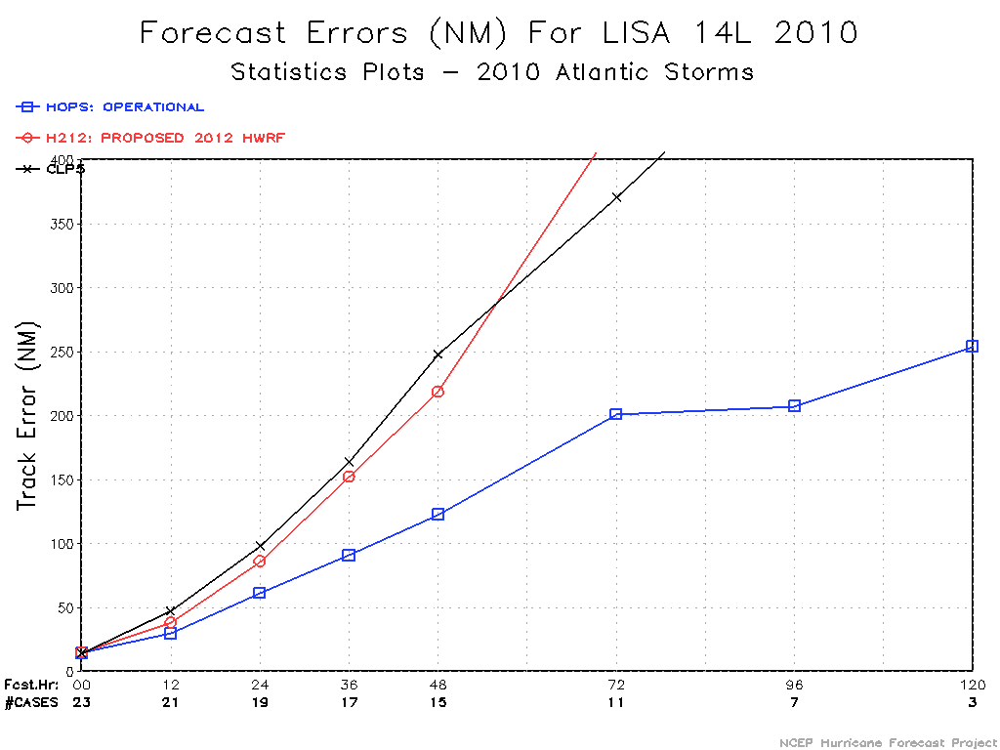 Forecast Errors (NM) For LISA 14L 2010
Statistics Plots - 2010 Atlantic Storms
HOPS: OPERATIONAL
H212: PROPOSED 2012 HWRF
CLP5
400
350
300
250
200
150
100
50
0
Track Error (NM)
Fcst.Hr: 00 12 24 36 48 72 96 120
#CASES 23 21 19 17 15 11 7 3
NCEP Hurricane Forecast Project